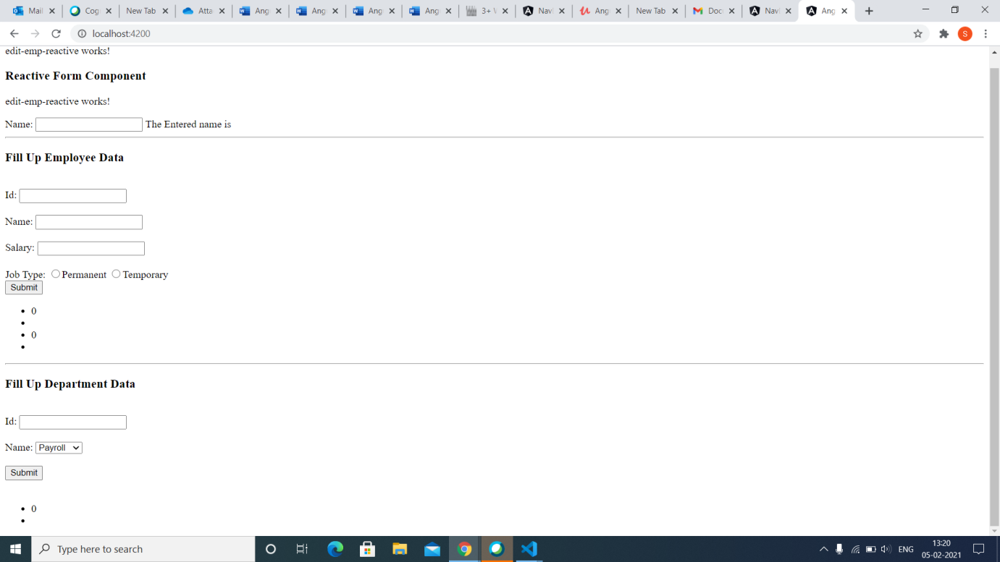 Mail
Cog
New Tab
Atta
Ang
Ang
Ang
Ang
3+
Nav
Ang
New Tab
Doc
Nav
Ang
localhost:4200
S
edit-emp-reactive works!
Reactive Form Component
edit-emp-reactive works!
Name: The Entered name is
Fill Up Employee Data
Id:
Name:
Salary:
Job Type: Permanent Temporary
Submit
0
0
Fill Up Department Data
Id:
Name: Payroll
Submit
0
Type here to search
ENG
13:20
05-02-2021